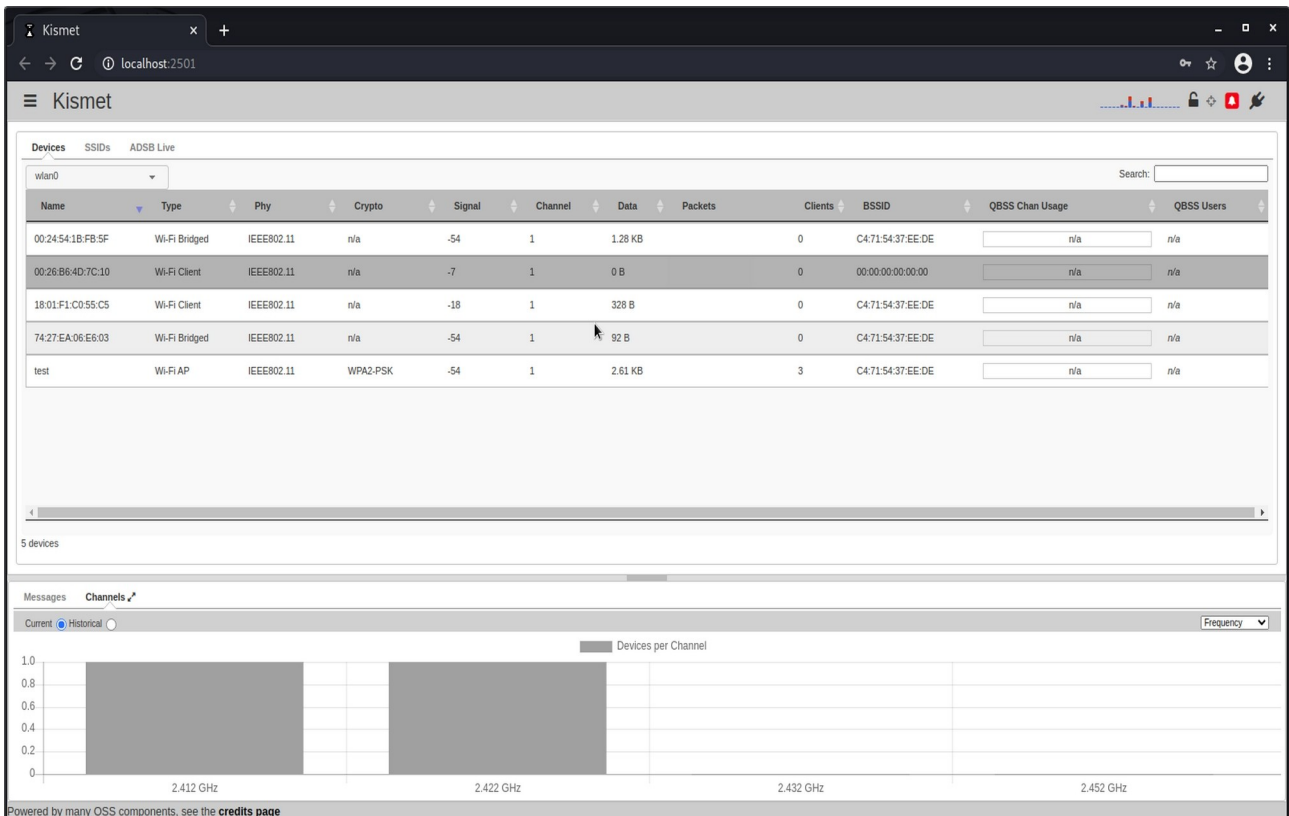 Kismet
localhost:2501
Kismet
Devices SSIDs ADSB Live
wlan0 Search:
Name Type Phy Crypto Signal Channel Data Packets Clients BSSID QBSS Chan Usage QBSS Users
00:24:54:1B:FB:5F Wi-Fi Bridged IEEE802.11 n/a -54 1 1.28 KB 0 C4:71:54:37:EE:DE n/a n/a
00:26:B6:4D:7C:10 Wi-Fi Client IEEE802.11 n/a -7 1 0 B 0 00:00:00:00:00:00 n/a n/a
18:01:F1:C0:55:C5 Wi-Fi Client IEEE802.11 n/a -18 1 328 B 0 C4:71:54:37:EE:DE n/a n/a
74:27:EA:06:E6:03 Wi-Fi Bridged IEEE802.11 n/a -54 1 92 B 0 C4:71:54:37:EE:DE n/a n/a
test Wi-Fi AP IEEE802.11 WPA2-PSK -54 1 2.61 KB 3 C4:71:54:37:EE:DE n/a n/a
5 devices
Messages Channels
Current Historical Frequency
Devices per Channel
1.0
0.8
0.6
0.4
0.2
0
2.412 GHz 2.422 GHz 2.432 GHz 2.452 GHz
Powered by many OSS components, see the credits page